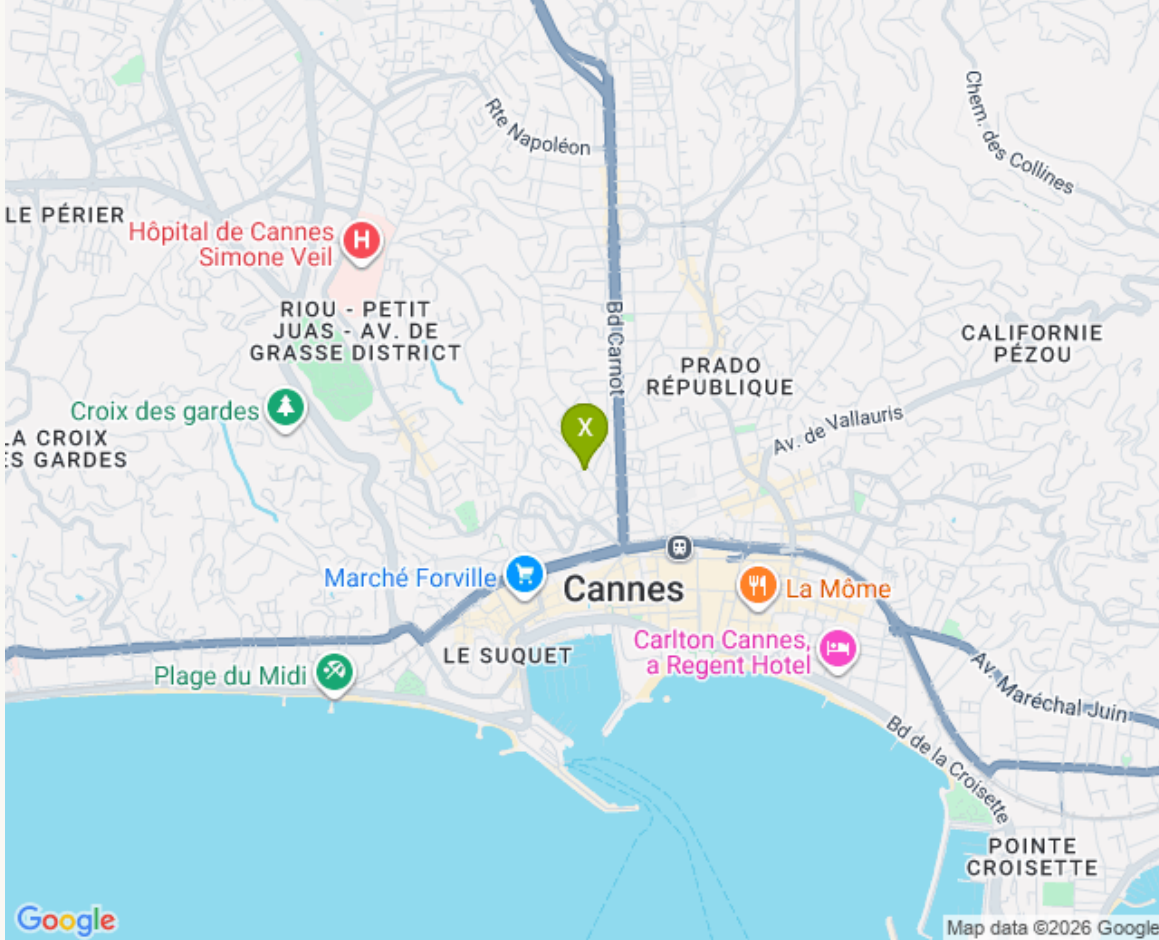 Rte Napoléon
Chem. des Collines
LE PÉRIER
Hôpital de Cannes
Simone Veil
H
RIOU - PETIT
JUAS - AV. DE
GRASSE DISTRICT
Bd Carnot
CALIFORNIE
PÉZOU
PRADO
RÉPUBLIQUE
Croix des gardes
X
Av. de Vallauris
LA CROIX
ES GARDES
Marché Forville
Cannes
La Môme
LE SUQUET
Carlton Cannes,
a Regent Hotel
Plage du Midi
Av. Maréchal Juin
Bd de la Croisette
POINTE
CROISETTE
Google
Map data ©2026 Google